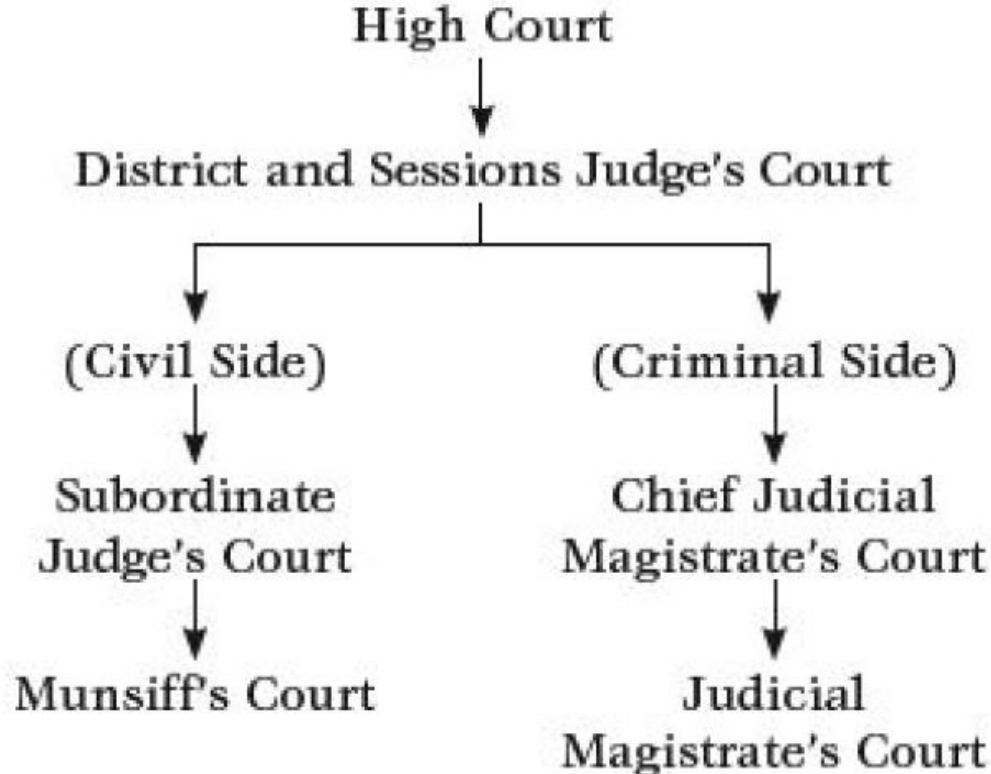 High Court
District and Sessions Judge's Court
(Civil Side)
(Criminal Side)
Subordinate
Judge's Court
Chief Judicial
Magistrate's Court
Munsiff's Court
Judicial
Magistrate's Court